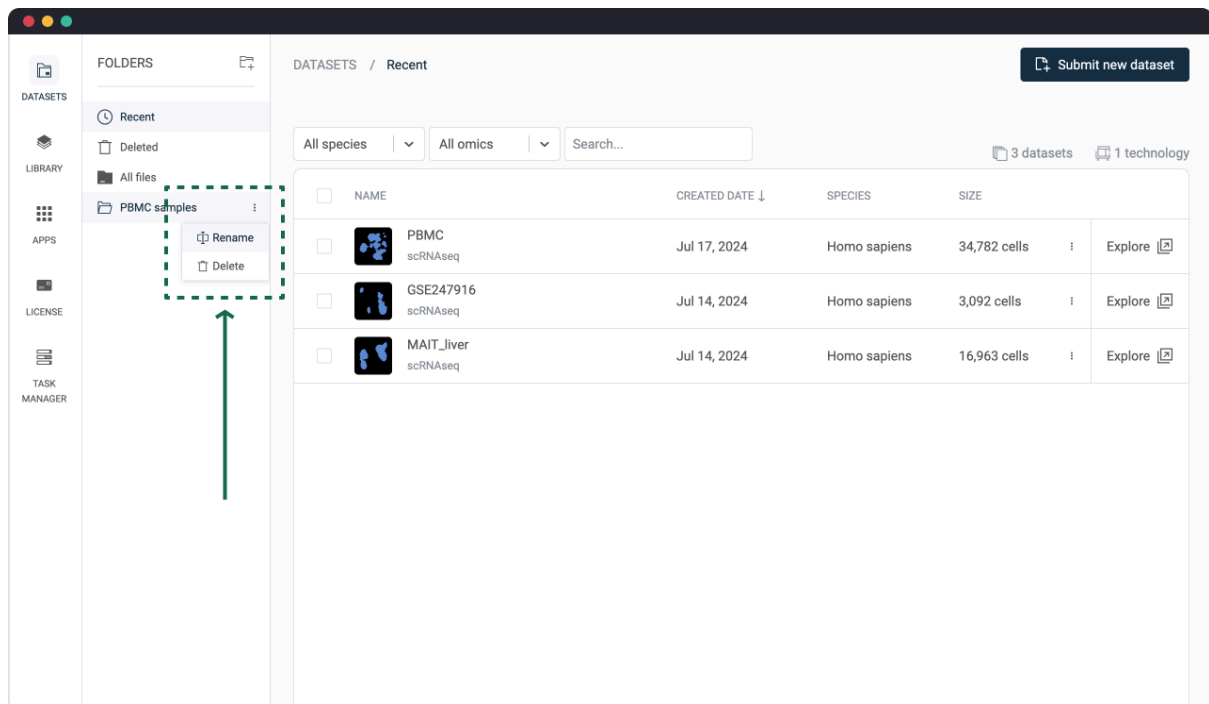 DATASETS
LIBRARY
APPS
LICENSE
TASK
MANAGER
FOLDERS
Recent
Deleted
All files
PBMC samples
Rename
Delete
DATASETS / Recent
Submit new dataset
All species
All omics
Search...
3 datasets
1 technology
NAME CREATED DATE ↓ SPECIES SIZE
PBMC
scRNAseq
Jul 17, 2024 Homo sapiens 34,782 cells Explore
GSE247916
scRNAseq
Jul 14, 2024 Homo sapiens 3,092 cells Explore
MAIT_liver
scRNAseq
Jul 14, 2024 Homo sapiens 16,963 cells Explore